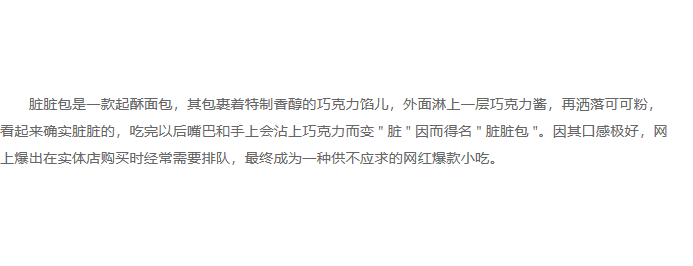 脏脏包是一款起酥面包，其包裹着特制香醇的巧克力馅儿，外面淋上一层巧克力酱，再洒落可可粉，
看起来确实脏脏的，吃完以后嘴巴和手上会沾上巧克力而变 " 脏 " 因而得名 " 脏脏包 "。因其口感极好，网
上爆出在实体店购买时经常需要排队，最终成为一种供不应求的网红爆款小吃。